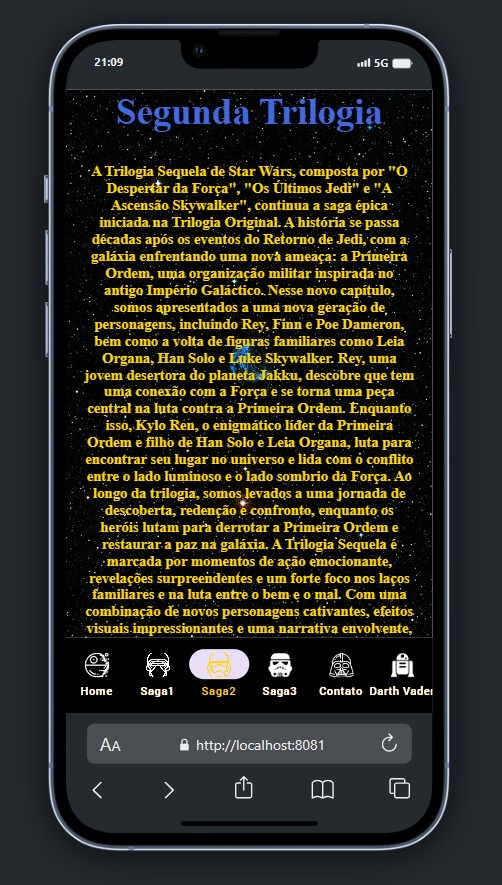 21:09
5G
Segunda Trilogia
A Trilogia Sequela de Star Wars, composta por "O
Despertar da Força", "Os Últimos Jedi" e "A
Ascensão Skywalker", continua a saga épica
iniciada na Trilogia Original. A história se passa
décadas após os eventos do Retorno de Jedi, com a
galáxia enfrentando uma nova ameaça: a Primeira
Ordem, uma organização militar inspirada no
antigo Império Galáctico. Nesse novo capítulo,
somos apresentados a uma nova geração de
personagens, incluindo Rey, Finn e Poe Dameron,
bem como a volta de figuras familiares como Leia
Organa, Han Solo e Luke Skywalker. Rey, uma
jovem desertora do planeta Jakku, descobre que tem
uma conexão com a Força e se torna uma peça
central na luta contra a Primeira Ordem. Enquanto
isso, Kylo Ren, o enigmático líder da Primeira
Ordem e filho de Han Solo e Leia Organa, luta para
encontrar seu lugar no universo e lida com o conflito
entre o lado luminoso e o lado sombrio da Força. Ao
longo da trilogia, somos levados a uma jornada de
descoberta, redenção e confronto, enquanto os
heróis lutam para derrotar a Primeira Ordem e
restaurar a paz na galáxia. A Trilogia Sequela é
marcada por momentos de ação emocionante,
revelações surpreendentes e um forte foco nos laços
familiares e na luta entre o bem e o mal. Com uma
combinação de novos personagens cativantes, efeitos
visuais impressionantes e uma narrativa envolvente,
Home Saga1 Saga2 Saga3 Contato Darth Vader
AA http://localhost:8081